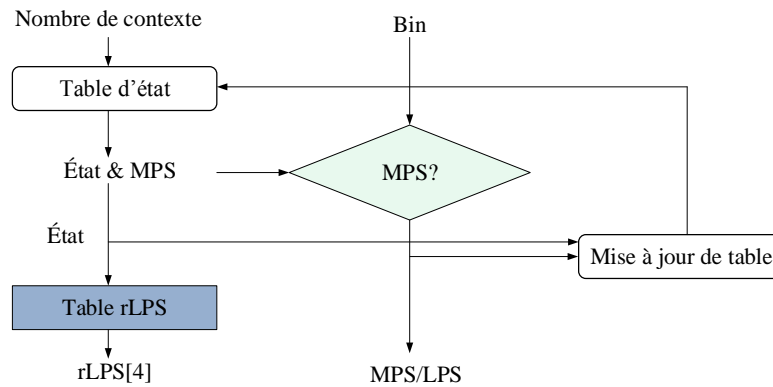 Nombre de contexte
Bin
Table d'état
État & MPS
MPS?
État
Mise à jour de table
Table rLPS
rLPS[4]
MPS/LPS